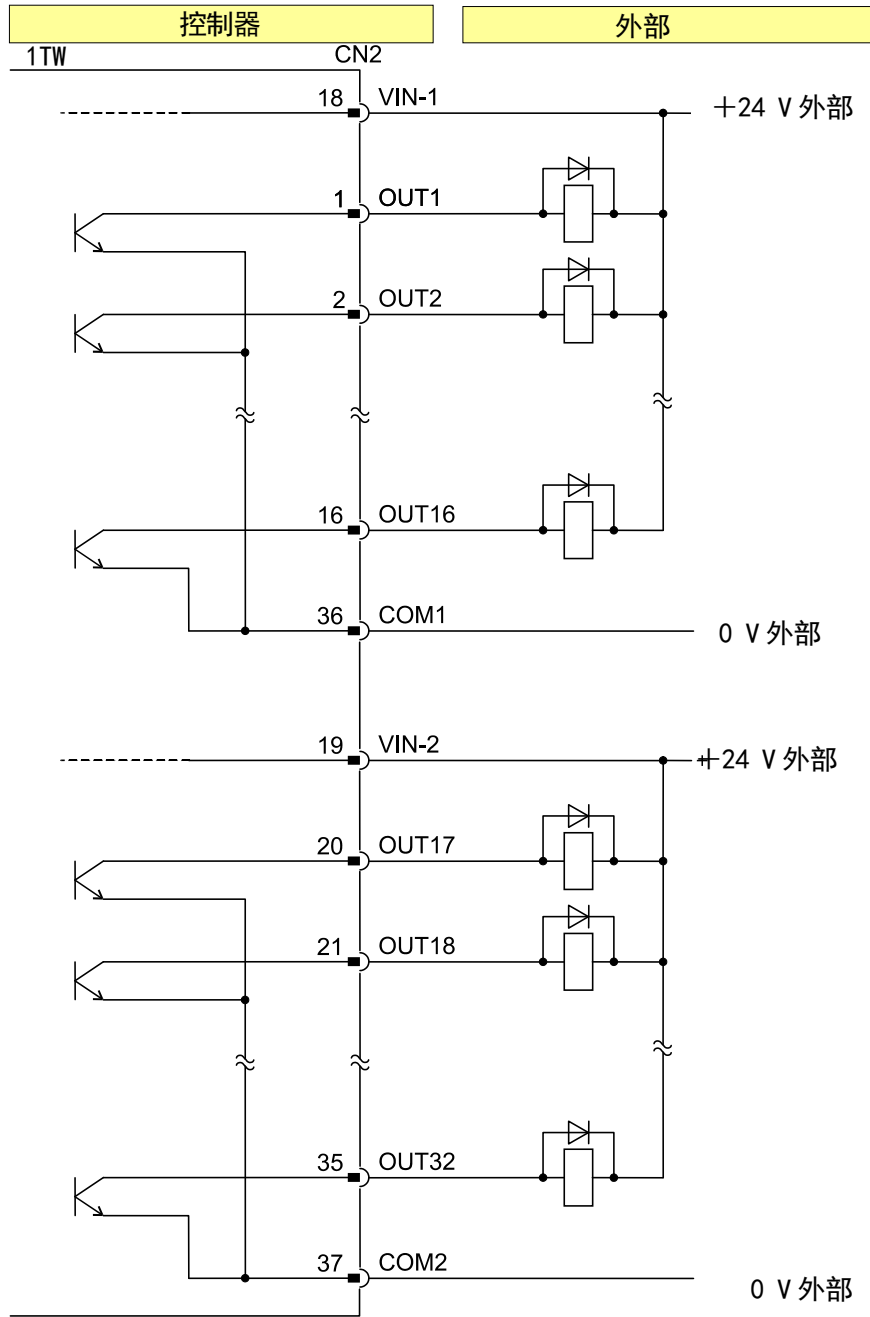 控制器
外部
1TW
CN2
18 VIN-1
+24 V 外部
1 OUT1
2 OUT2
16 OUT16
36 COM1
0 V 外部
19 VIN-2
+24 V 外部
20 OUT17
21 OUT18
35 OUT32
37 COM2
0 V 外部